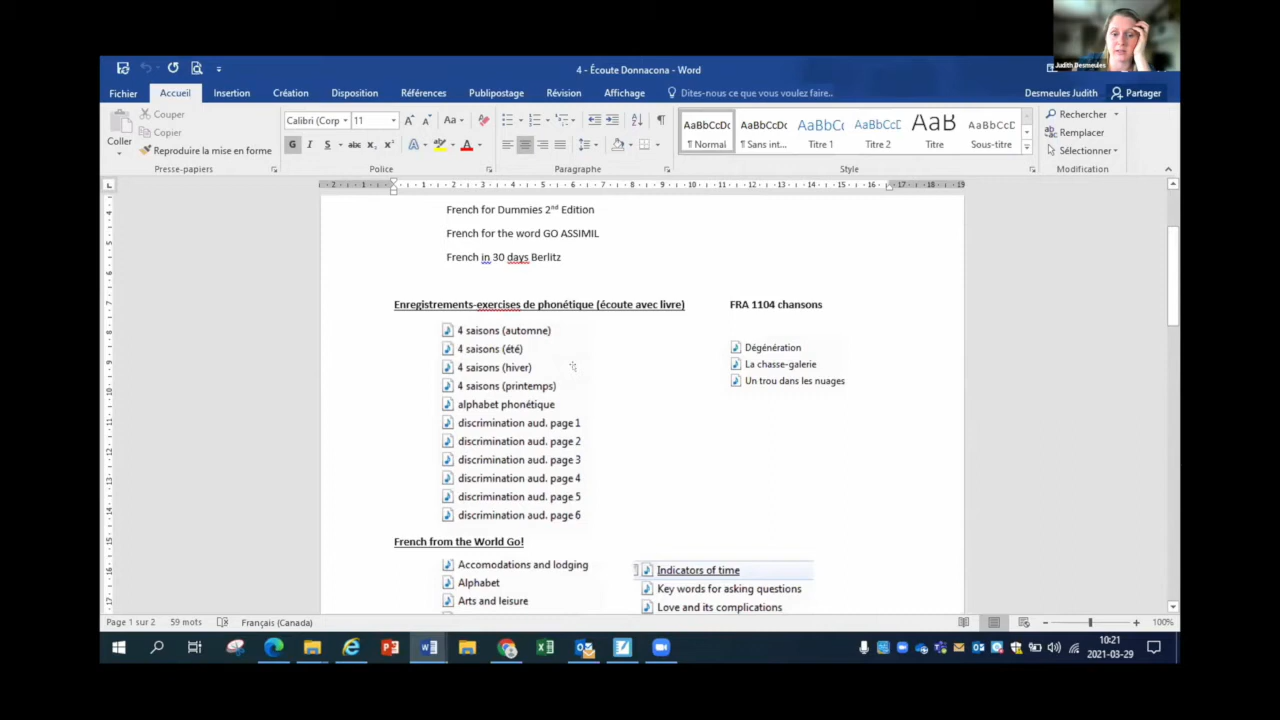 Judith Desmeules
4 - Écoute Donnacona - Word
Fichier Accueil Insertion Création Disposition Références Publipostage Révision Affichage Dites-nous ce que vous voulez faire.. Desmeules Judith Partager
Coller
Couper
Copier
Reproduire la mise en forme
Presse-papiers
Calibri (Corp 11
Police
Paragraphe
AaBbCcDc AaBbCcDc AaBbCc AaBbCcD AaB AaBbCcD
¶ Normal ¶ Sans int... Titre 1 Titre 2 Titre Sous-titre
Style
Rechercher
Remplacer
Sélectionner
Modification
French for Dummies 2nd Edition
French for the word GO ASSIMIL
French in 30 days Berlitz
Enregistrements-exercises de phonétique (écoute avec livre)
4 saisons (automne)
4 saisons (été)
4 saisons (hiver)
4 saisons (printemps)
alphabet phonétique
discrimination aud. page 1
discrimination aud. page 2
discrimination aud. page 3
discrimination aud. page 4
discrimination aud. page 5
discrimination aud. page 6
FRA 1104 chansons
Dégénération
La chasse-galerie
Un trou dans les nuages
French from the World Go!
Accomodations and lodging
Alphabet
Arts and leisure
Indicators of time
Key words for asking questions
Love and its complications
Page 1 sur 2 59 mots Français (Canada) 100%
10:21
2021-03-29